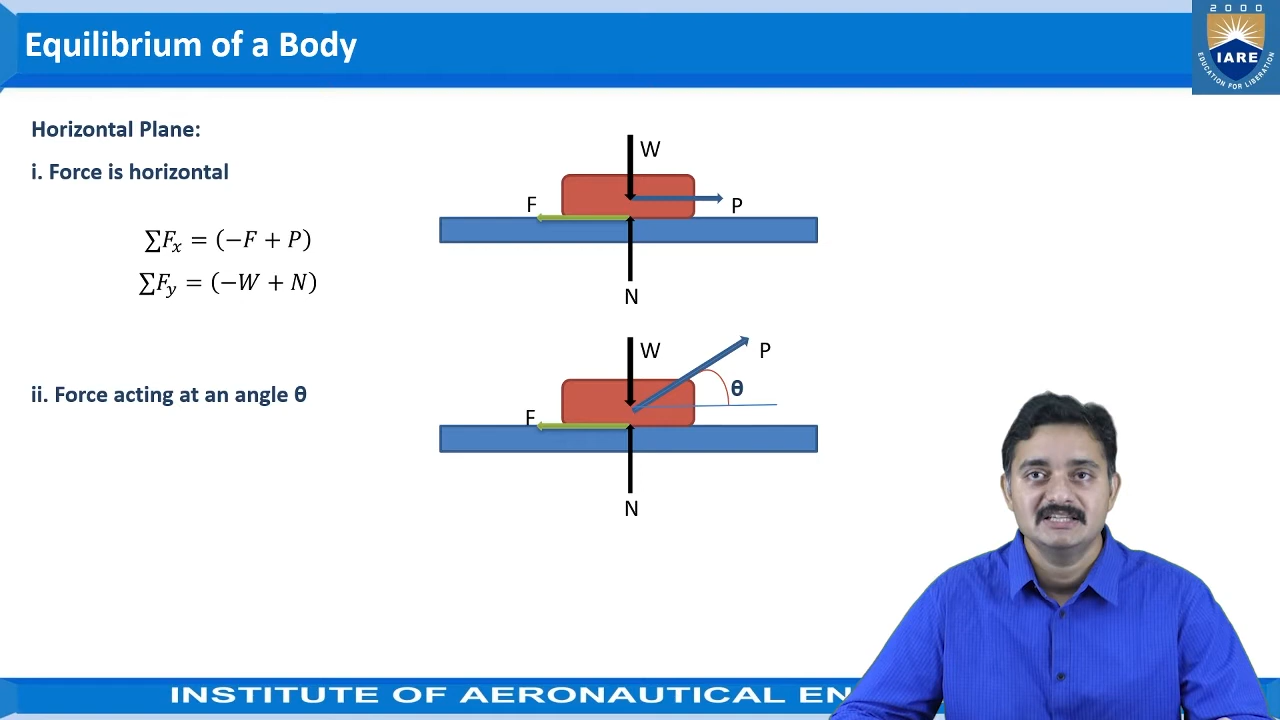 Equilibrium of a Body
2000
IARE
EDUCATION FOR LIBERATION
Horizontal Plane:
i. Force is horizontal
∑Fₓ = (−F + P)
∑Fᵧ = (−W + N)
W
F
P
N
ii. Force acting at an angle θ
W
P
θ
F
N
INSTITUTE OF AERONAUTICAL EN